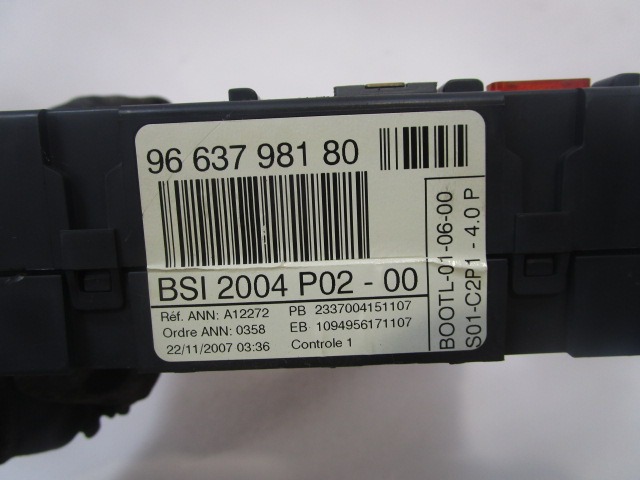 96 637 981 80
BSI 2004 P02 - 00
Réf. ANN: A12272 PB 2337004151107
Ordre ANN: 0358 EB 1094956171107
22/11/2007 03:36 Controle 1
BOOTL-01-06-00
S01-C2P1 - 4.0 P